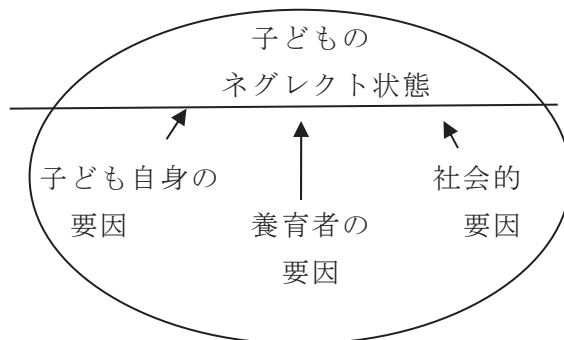 子どもの
ネグレクト状態
子ども自身の
要因
養育者の
要因
社会的
要因